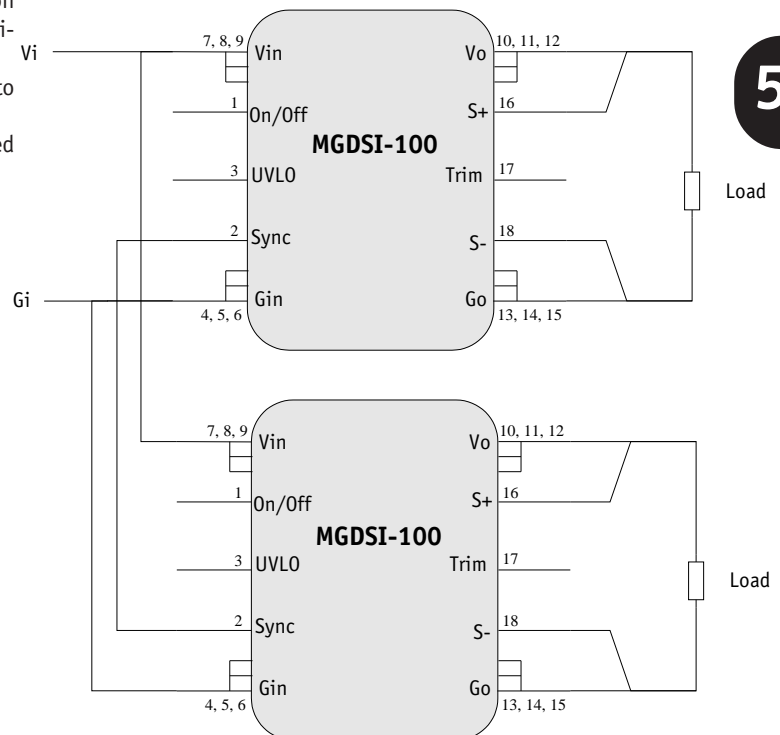 on
i-
to
ed
5
Vi
Gi
7, 8, 9 Vin Vo 10, 11, 12
1 On/Off S+ 16
MGDSI-100
3 UVLO Trim 17
Load
2 Sync S- 18
Gin Go
4, 5, 6 13, 14, 15
7, 8, 9 Vin Vo 10, 11, 12
1 On/Off S+ 16
MGDSI-100
3 UVLO Trim 17
Load
2 Sync S- 18
Gin Go
4, 5, 6 13, 14, 15